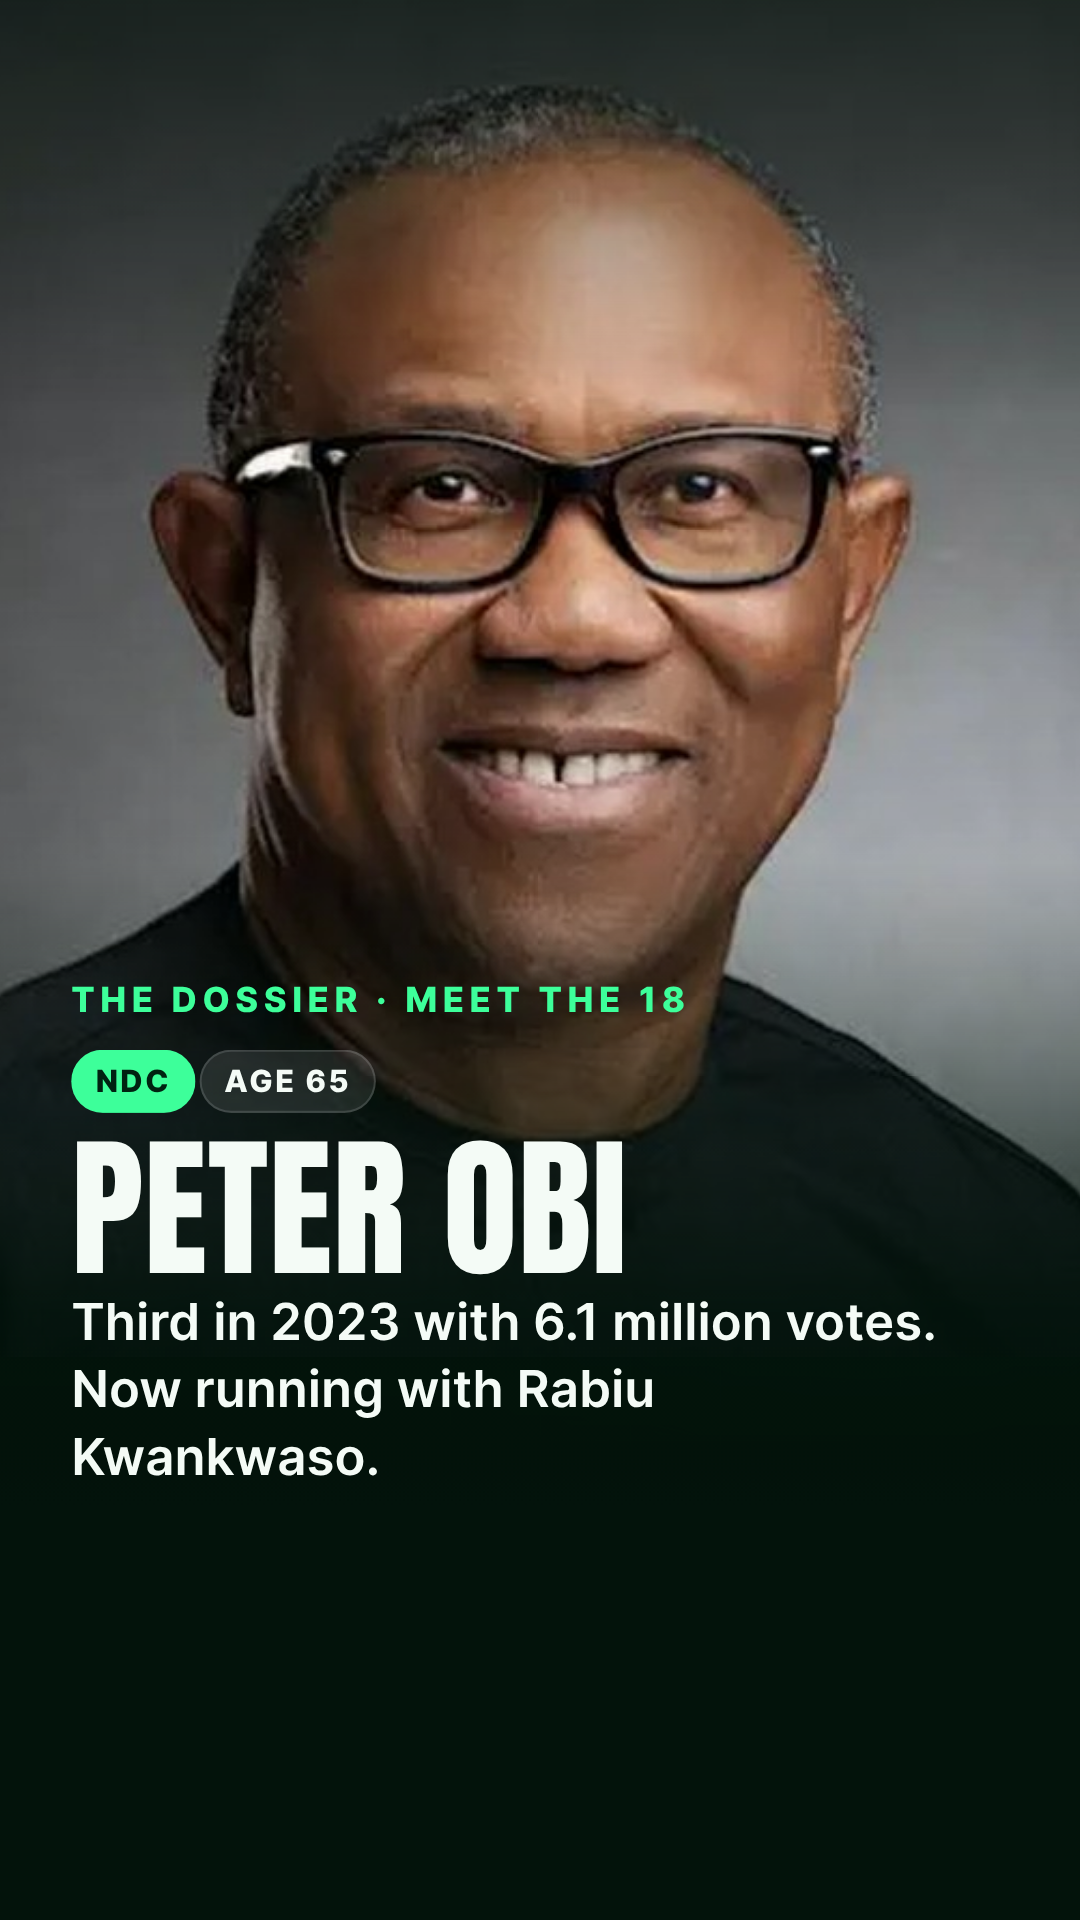 THE DOSSIER · MEET THE 18
NDC AGE 65
PETER OBI
Third in 2023 with 6.1 million votes.
Now running with Rabiu
Kwankwaso.